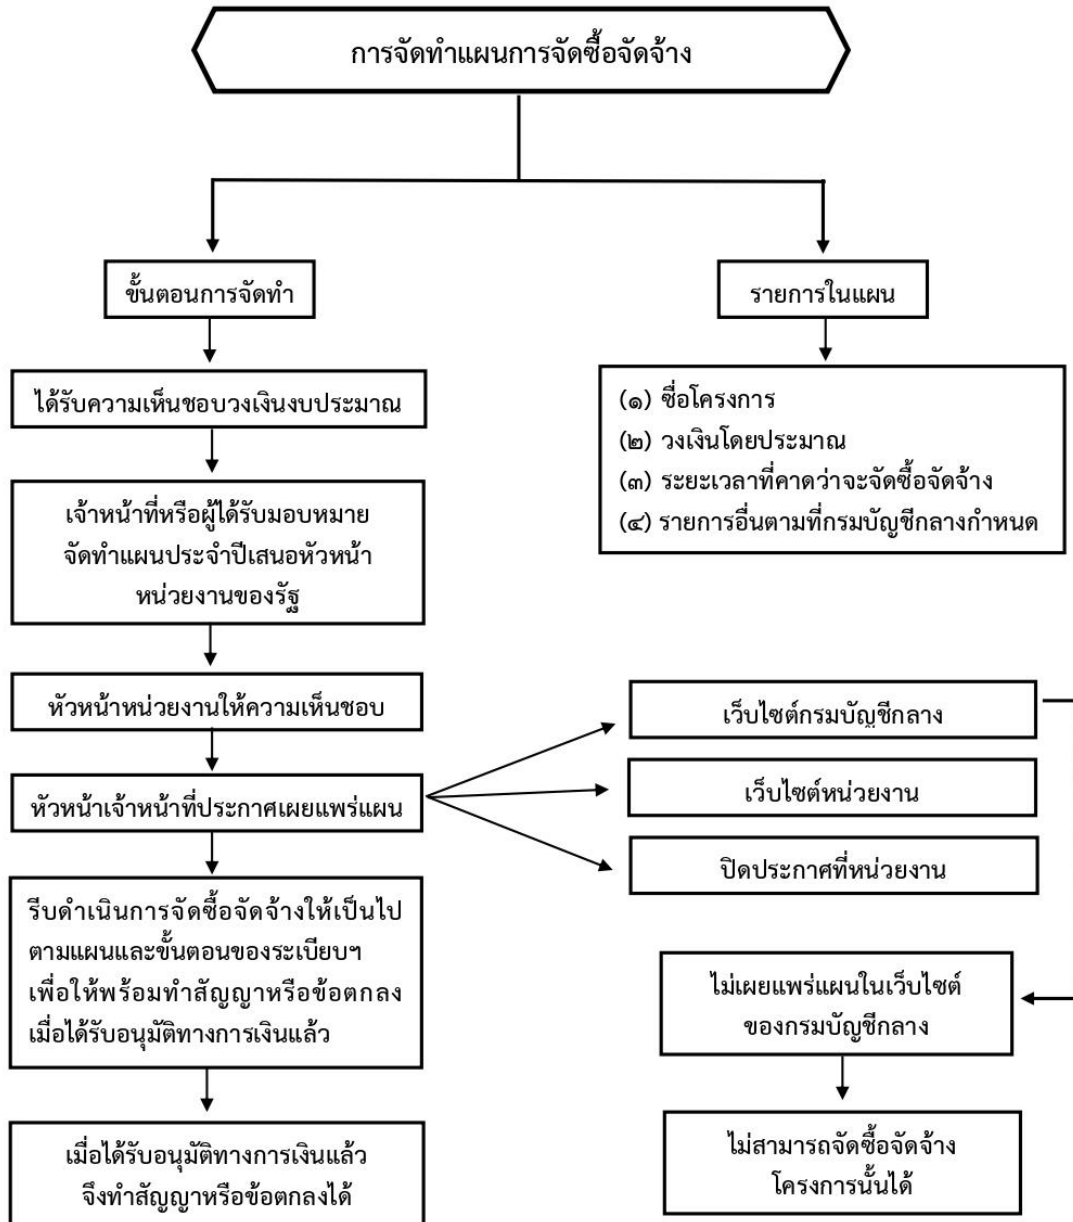 การจัดทำแผนการจัดซื้อจัดจ้าง
ขั้นตอนการจัดทำ
ได้รับความเห็นชอบวงเงินงบประมาณ
เจ้าหน้าที่หรือผู้ได้รับมอบหมาย
จัดทำแผนประจำปีเสนอหัวหน้า
หน่วยงานของรัฐ
หัวหน้าหน่วยงานให้ความเห็นชอบ
หัวหน้าเจ้าหน้าที่ประกาศเผยแพร่แผน
รีบดำเนินการจัดซื้อจัดจ้างให้เป็นไป
ตามแผนและขั้นตอนของระเบียบฯ
เพื่อให้พร้อมทำสัญญาหรือข้อตกลง
เมื่อได้รับอนุมัติทางการเงินแล้ว
เมื่อได้รับอนุมัติทางการเงินแล้ว
จึงทำสัญญาหรือข้อตกลงได้
รายการในแผน
(๑) ชื่อโครงการ
(๒) วงเงินโดยประมาณ
(๓) ระยะเวลาที่คาดว่าจะจัดซื้อจัดจ้าง
(๔) รายการอื่นตามที่กรมบัญชีกลางกำหนด
เว็บไซต์กรมบัญชีกลาง
เว็บไซต์หน่วยงาน
ปิดประกาศที่หน่วยงาน
ไม่เผยแพร่แผนในเว็บไซต์
ของกรมบัญชีกลาง
ไม่สามารถจัดซื้อจัดจ้าง
โครงการนั้นได้